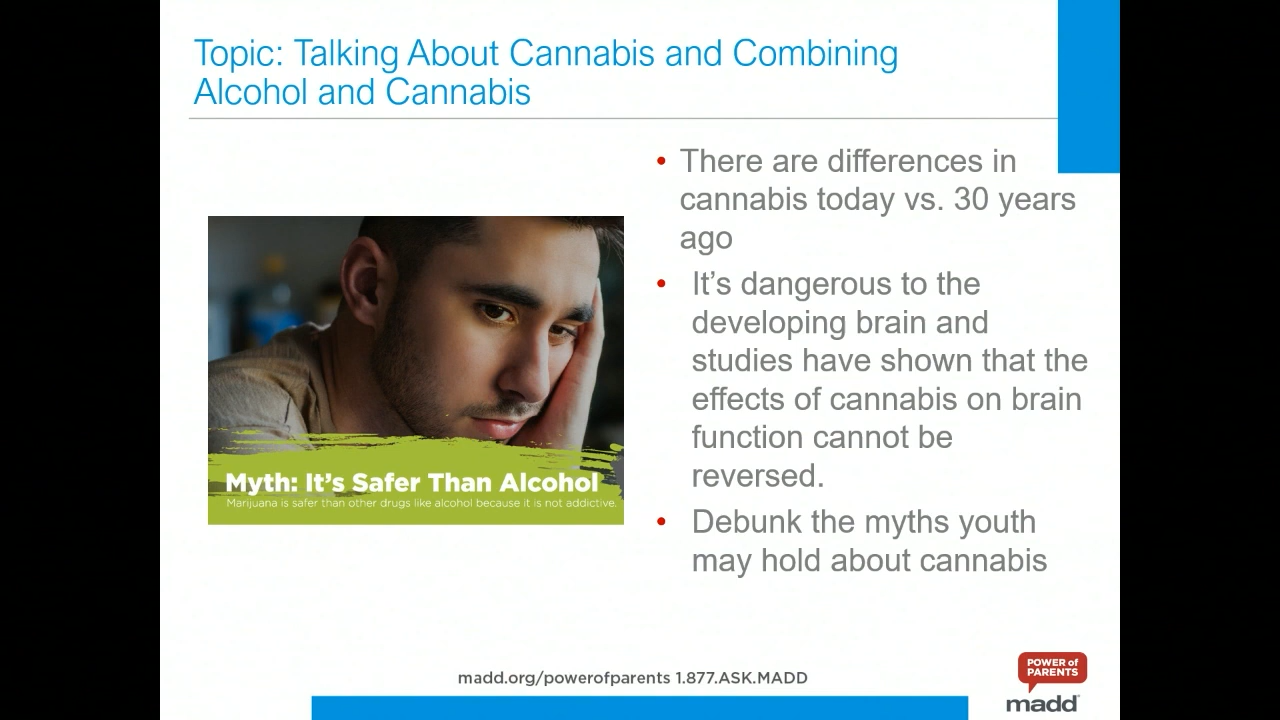 Topic: Talking About Cannabis and Combining
Alcohol and Cannabis
Myth: It's Safer Than Alcohol
Marijuana is safer than other drugs like alcohol because it is not addictive.
• There are differences in
cannabis today vs. 30 years
ago
• It's dangerous to the
developing brain and
studies have shown that the
effects of cannabis on brain
function cannot be
reversed.
• Debunk the myths youth
may hold about cannabis
madd.org/powerofparents 1.877.ASK.MADD
POWER of
PARENTS
madd